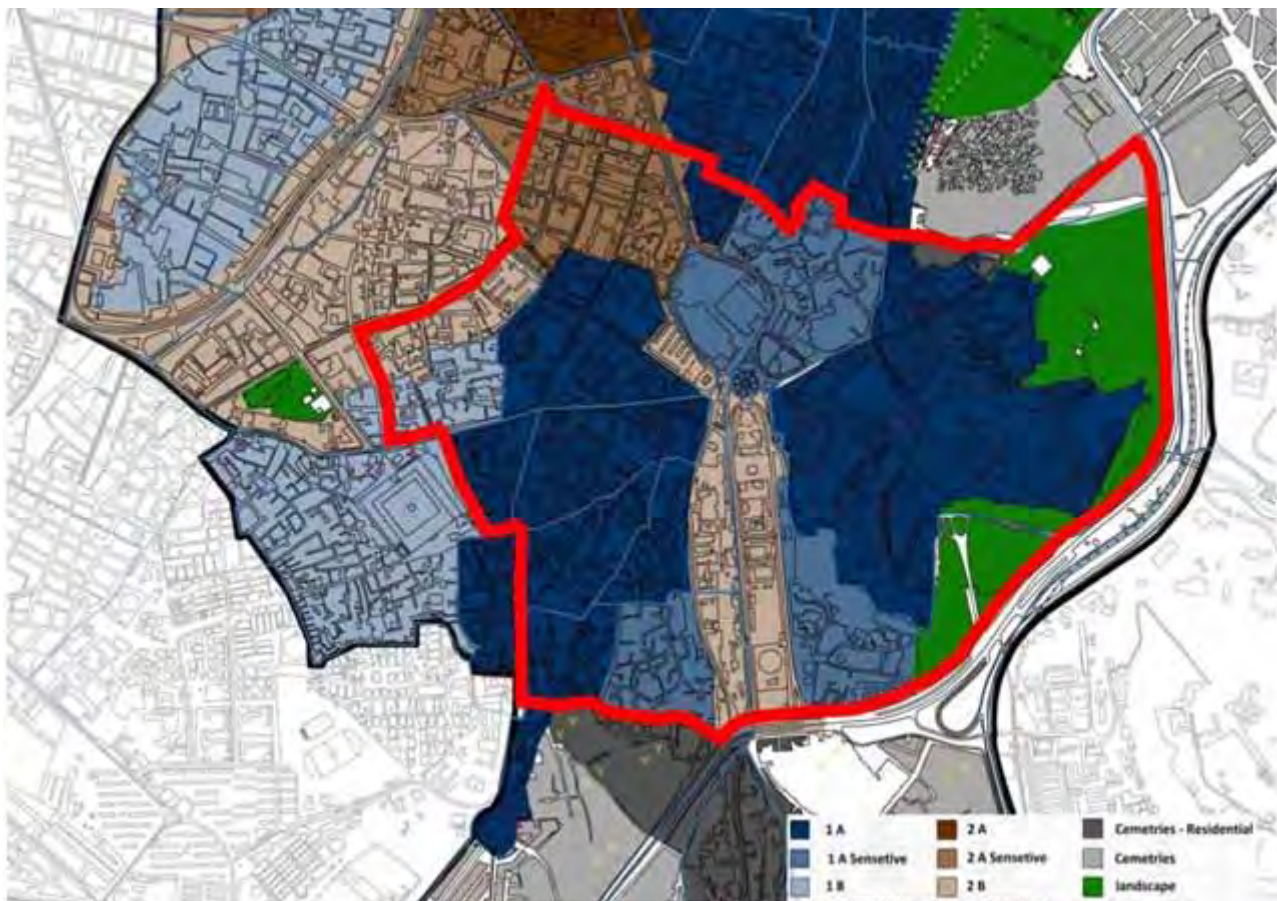 1 A
1 A Sensetive
1 B
2 A
2 A Sensetive
2 B
Cemetries - Residential
Cemetries
landscape